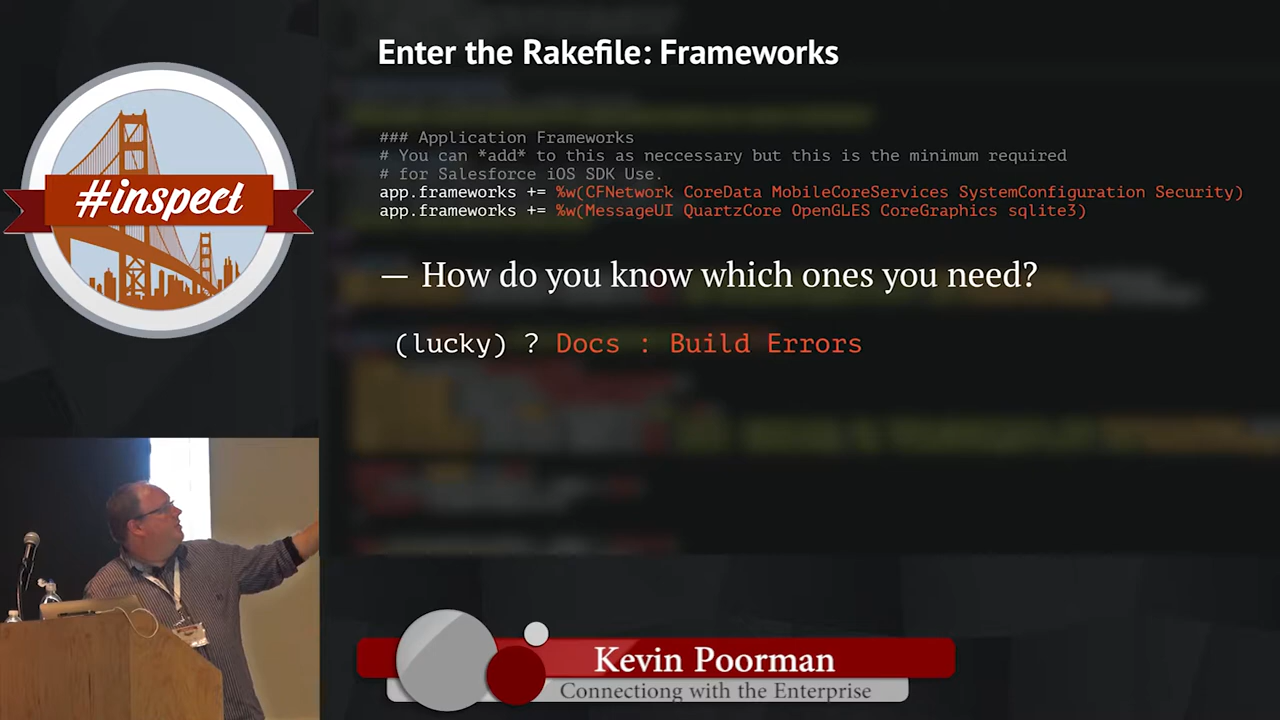 Enter the Rakefile: Frameworks
#inspect
### Application Frameworks
# You can *add* to this as neccessary but this is the minimum required
# for Salesforce iOS SDK Use.
app.frameworks += %w(CFNetwork CoreData MobileCoreServices SystemConfiguration Security)
app.frameworks += %w(MessageUI QuartzCore OpenGLES CoreGraphics sqlite3)
— How do you know which ones you need?
(lucky) ? Docs : Build Errors
Kevin Poorman
Connectiong with the Enterprise